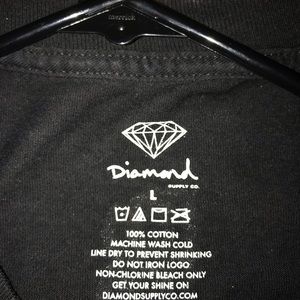 merrick
Diamond
SUPPLY CO.
L
100% COTTON
MACHINE WASH COLD
LINE DRY TO PREVENT SHRINKING
DO NOT IRON LOGO
NON-CHLORINE BLEACH ONLY
GET YOUR SHINE ON
DIAMONDSUPPLYCO.COM